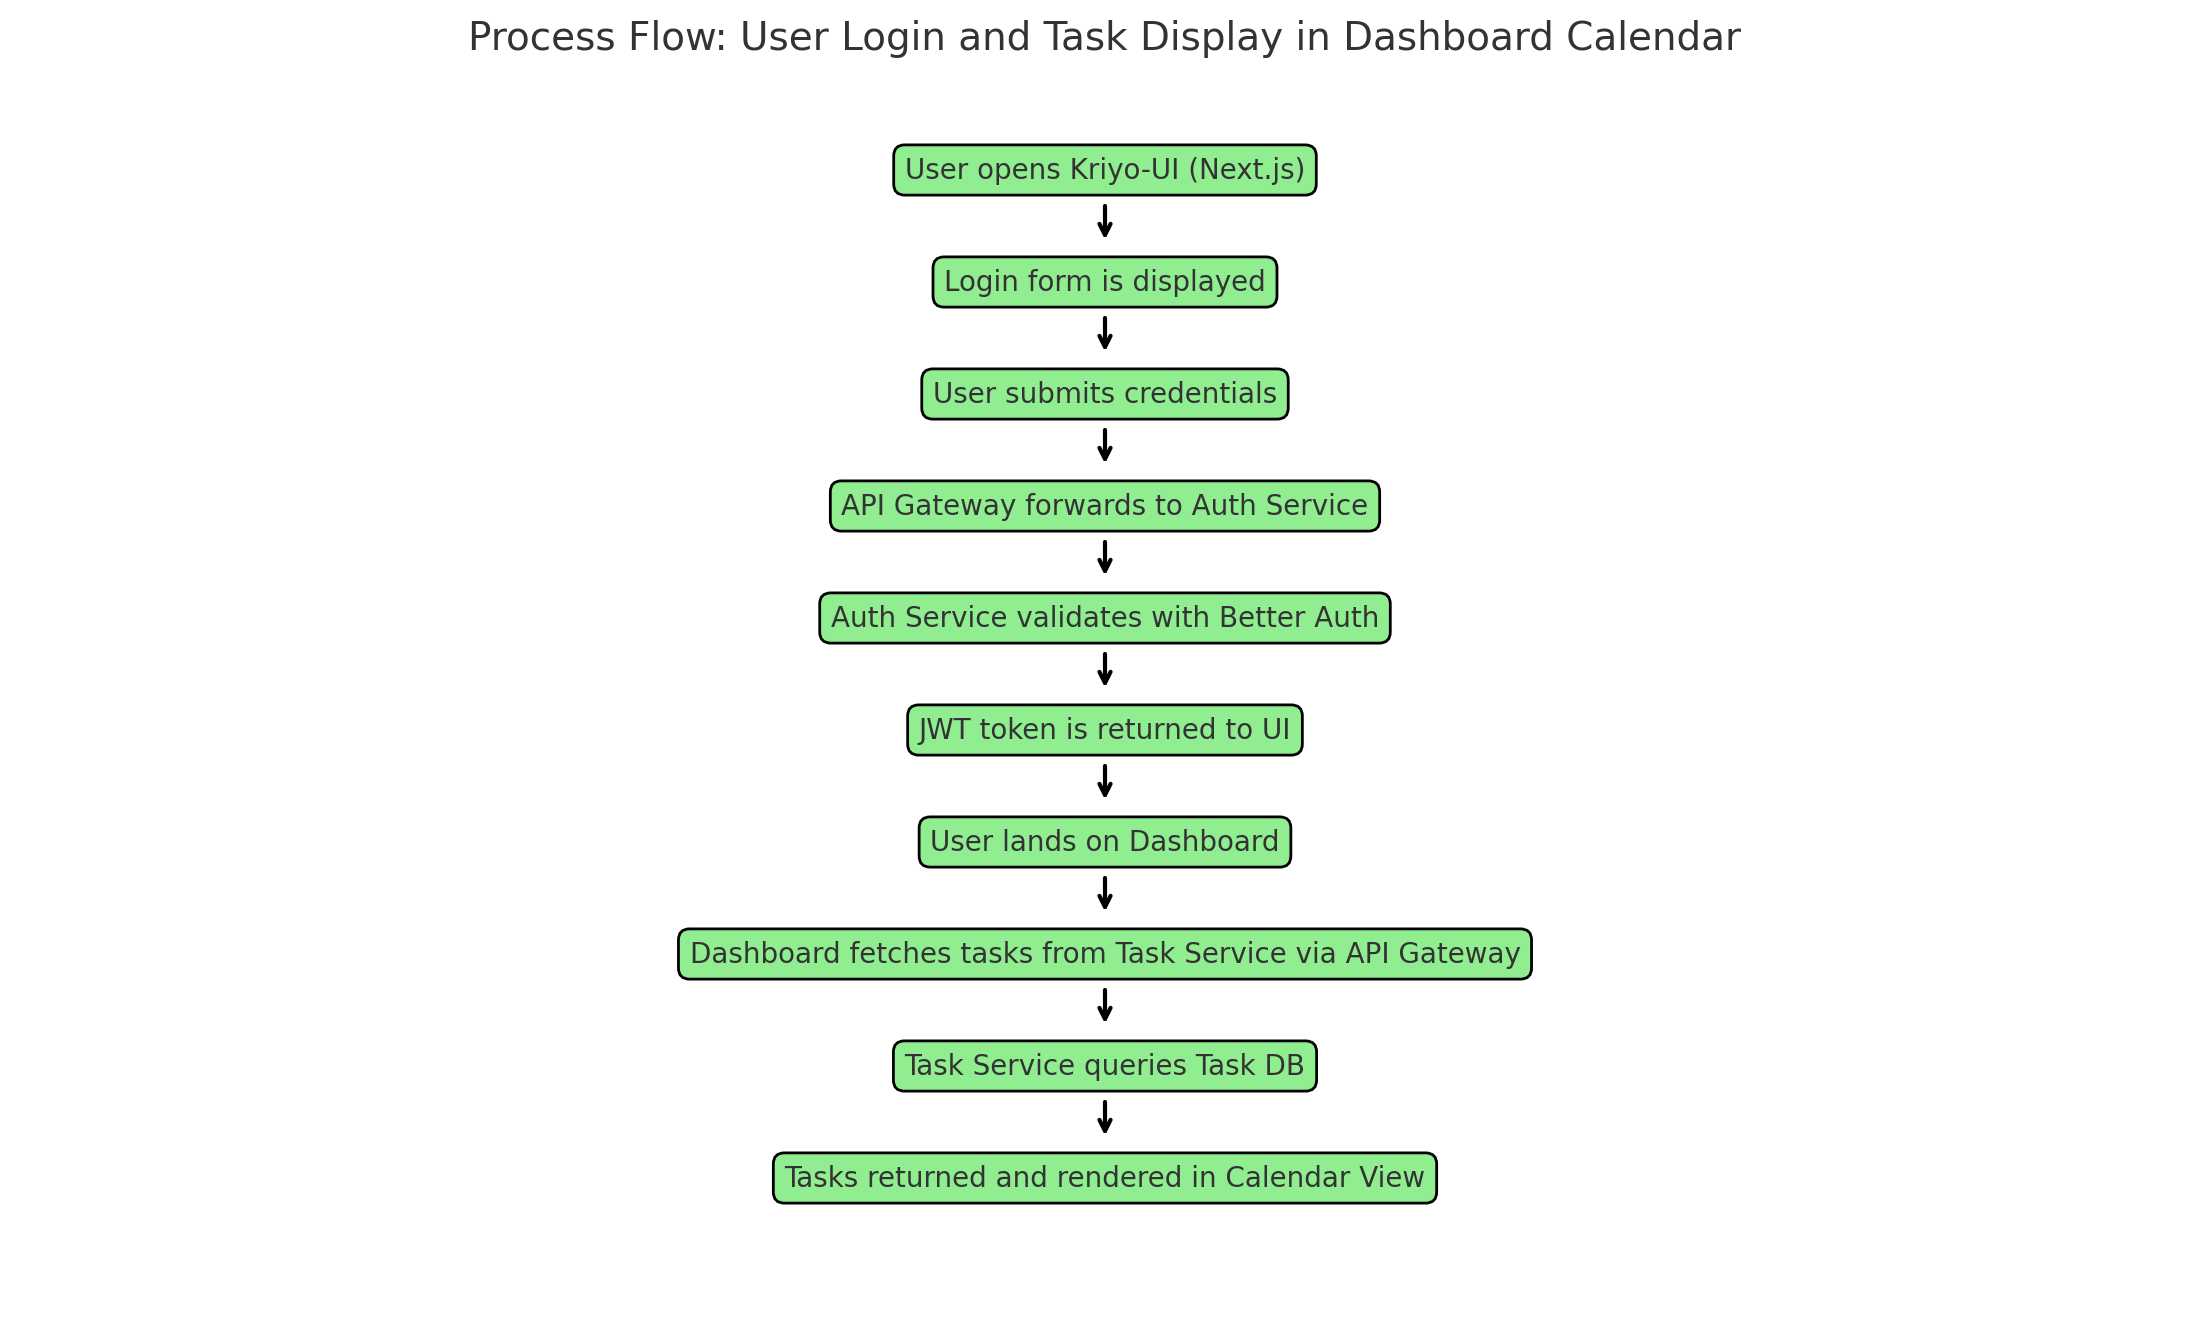 Process Flow: User Login and Task Display in Dashboard Calendar
User opens Kriyo-UI (Next.js)
Login form is displayed
User submits credentials
API Gateway forwards to Auth Service
Auth Service validates with Better Auth
JWT token is returned to UI
User lands on Dashboard
Dashboard fetches tasks from Task Service via API Gateway
Task Service queries Task DB
Tasks returned and rendered in Calendar View